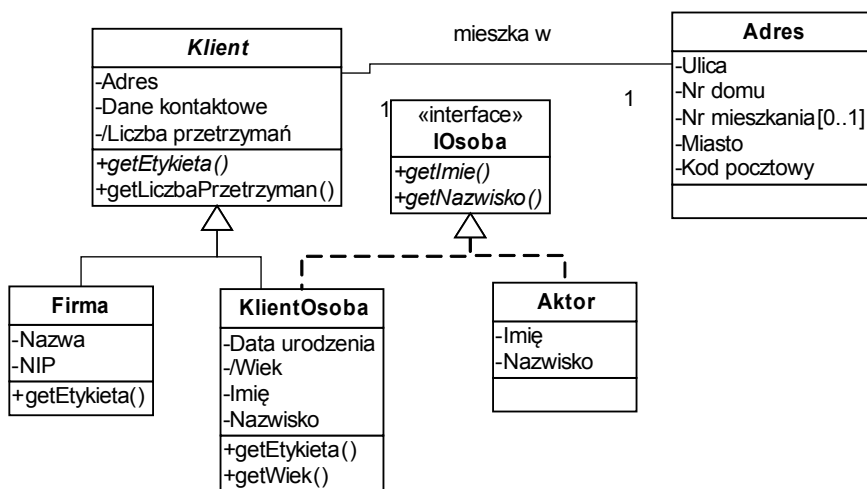 Klient
-Adres
-Dane kontaktowe
-/Liczba przetrzymań
+getEtykieta()
+getLiczbaPrzetrzyman()
mieszka w
1
1
Adres
-Ulica
-Nr domu
-Nr mieszkania[0..1]
-Miasto
-Kod pocztowy
«interface»
IOsoba
+getImie()
+getNazwisko()
Firma
-Nazwa
-NIP
+getEtykieta()
KlientOsoba
-Data urodzenia
-/Wiek
-Imię
-Nazwisko
+getEtykieta()
+getWiek()
Aktor
-Imię
-Nazwisko